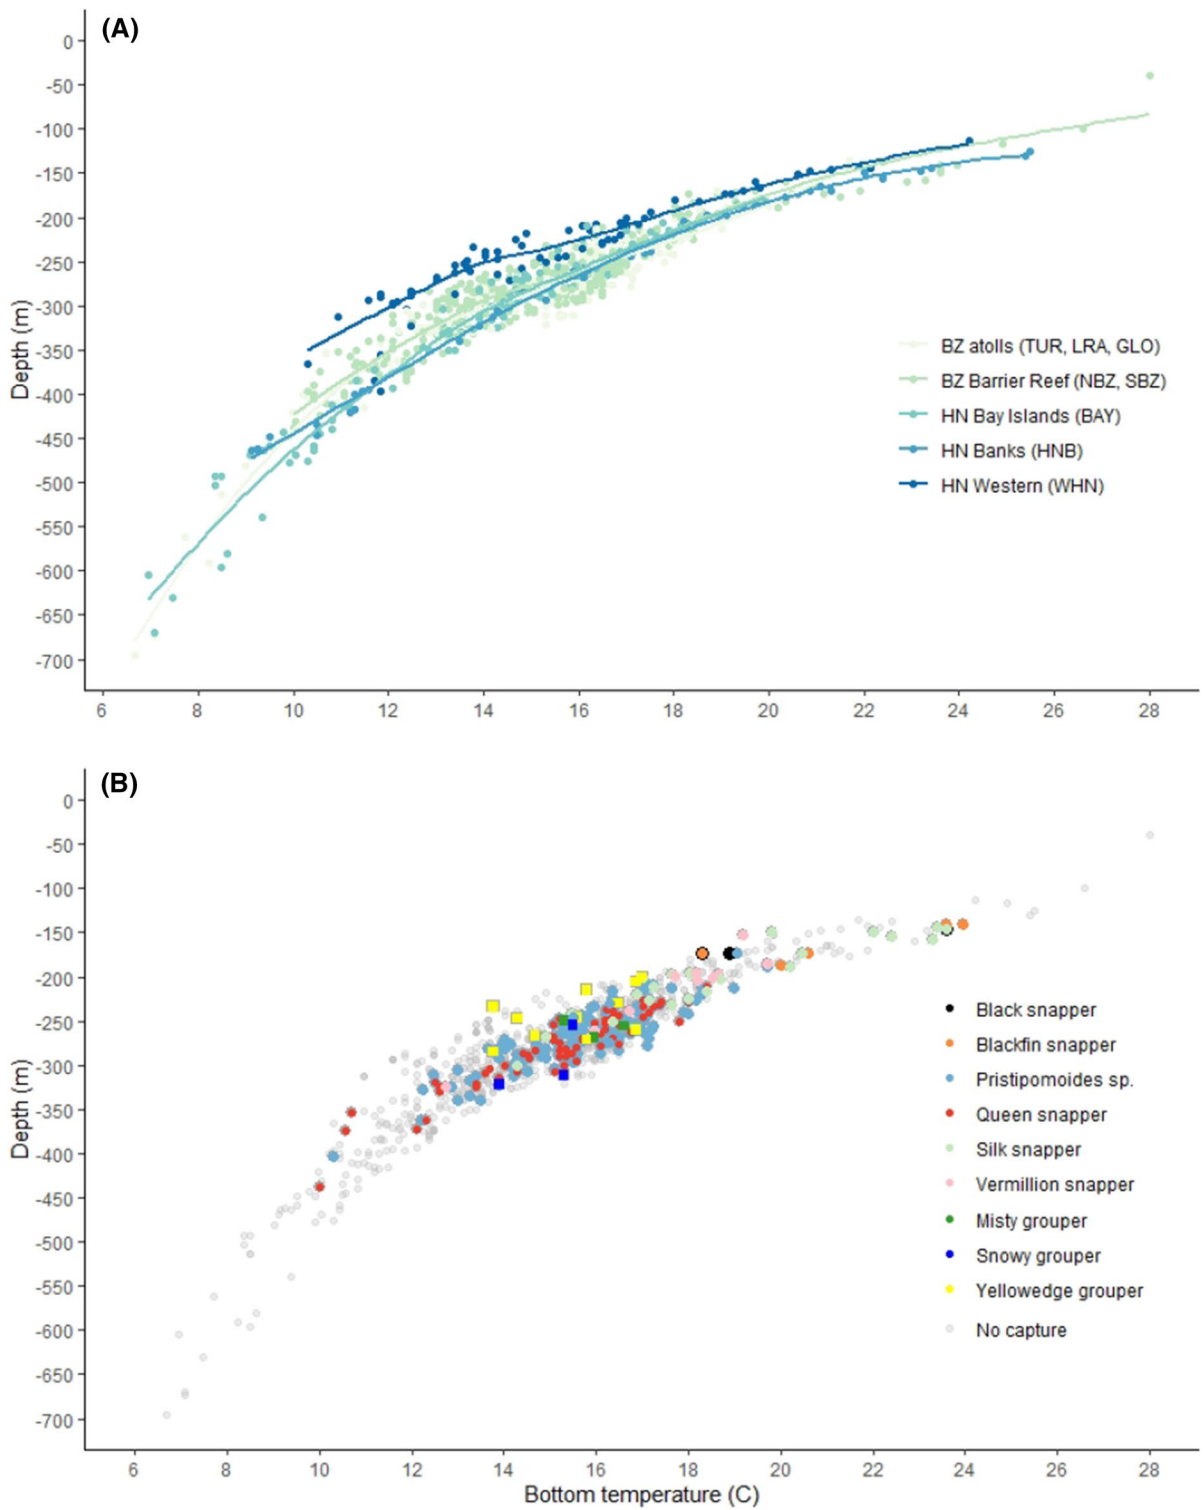 (A)
0
-50
-100
-150
-200
-250
-300
-350
-400
-450
-500
-550
-600
-650
-700
Depth (m)
BZ atolls (TUR, LRA, GLO)
BZ Barrier Reef (NBZ, SBZ)
HN Bay Islands (BAY)
HN Banks (HNB)
HN Western (WHN)
6 8 10 12 14 16 18 20 22 24 26 28
(B)
0
-50
-100
-150
-200
-250
-300
-350
-400
-450
-500
-550
-600
-650
-700
Depth (m)
Black snapper
Blackfin snapper
Pristipomoides sp.
Queen snapper
Silk snapper
Vermillion snapper
Misty grouper
Snowy grouper
Yellowedge grouper
No capture
6 8 10 12 14 16 18 20 22 24 26 28
Bottom temperature (C)